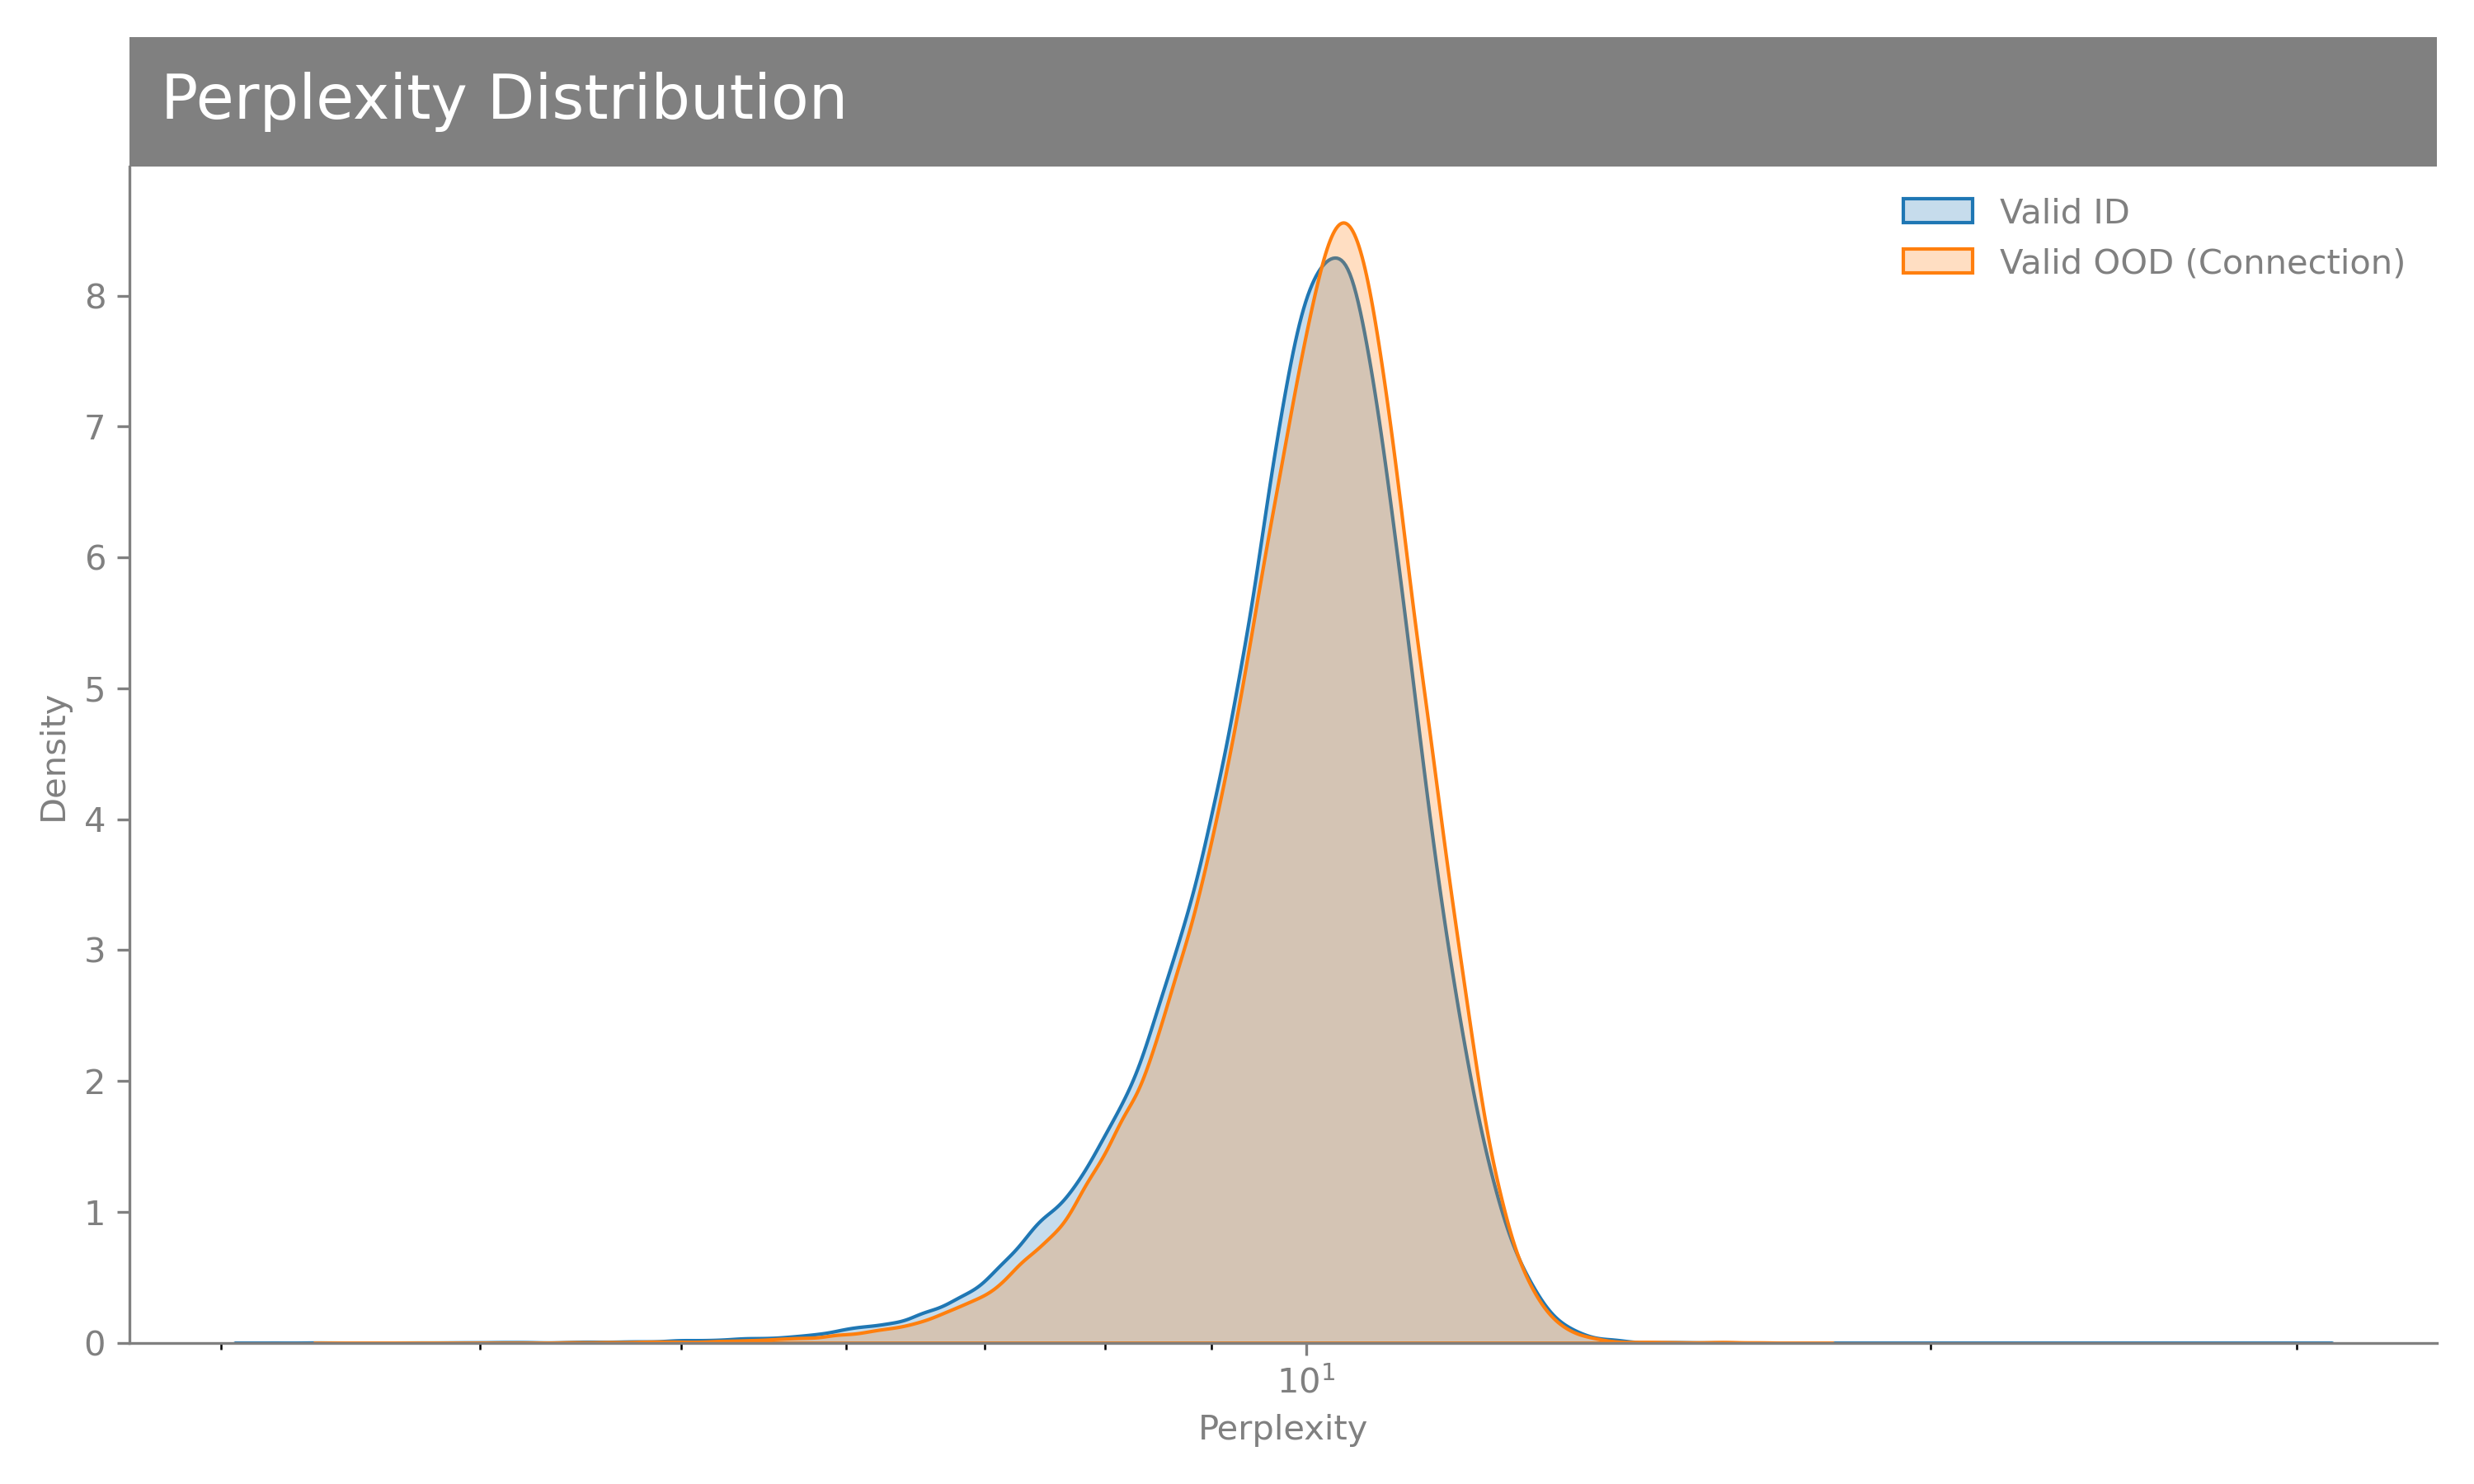 Perplexity Distribution
Valid ID
Valid OOD (Connection)
8
7
6
5
4
3
2
1
0
Density
10¹
Perplexity